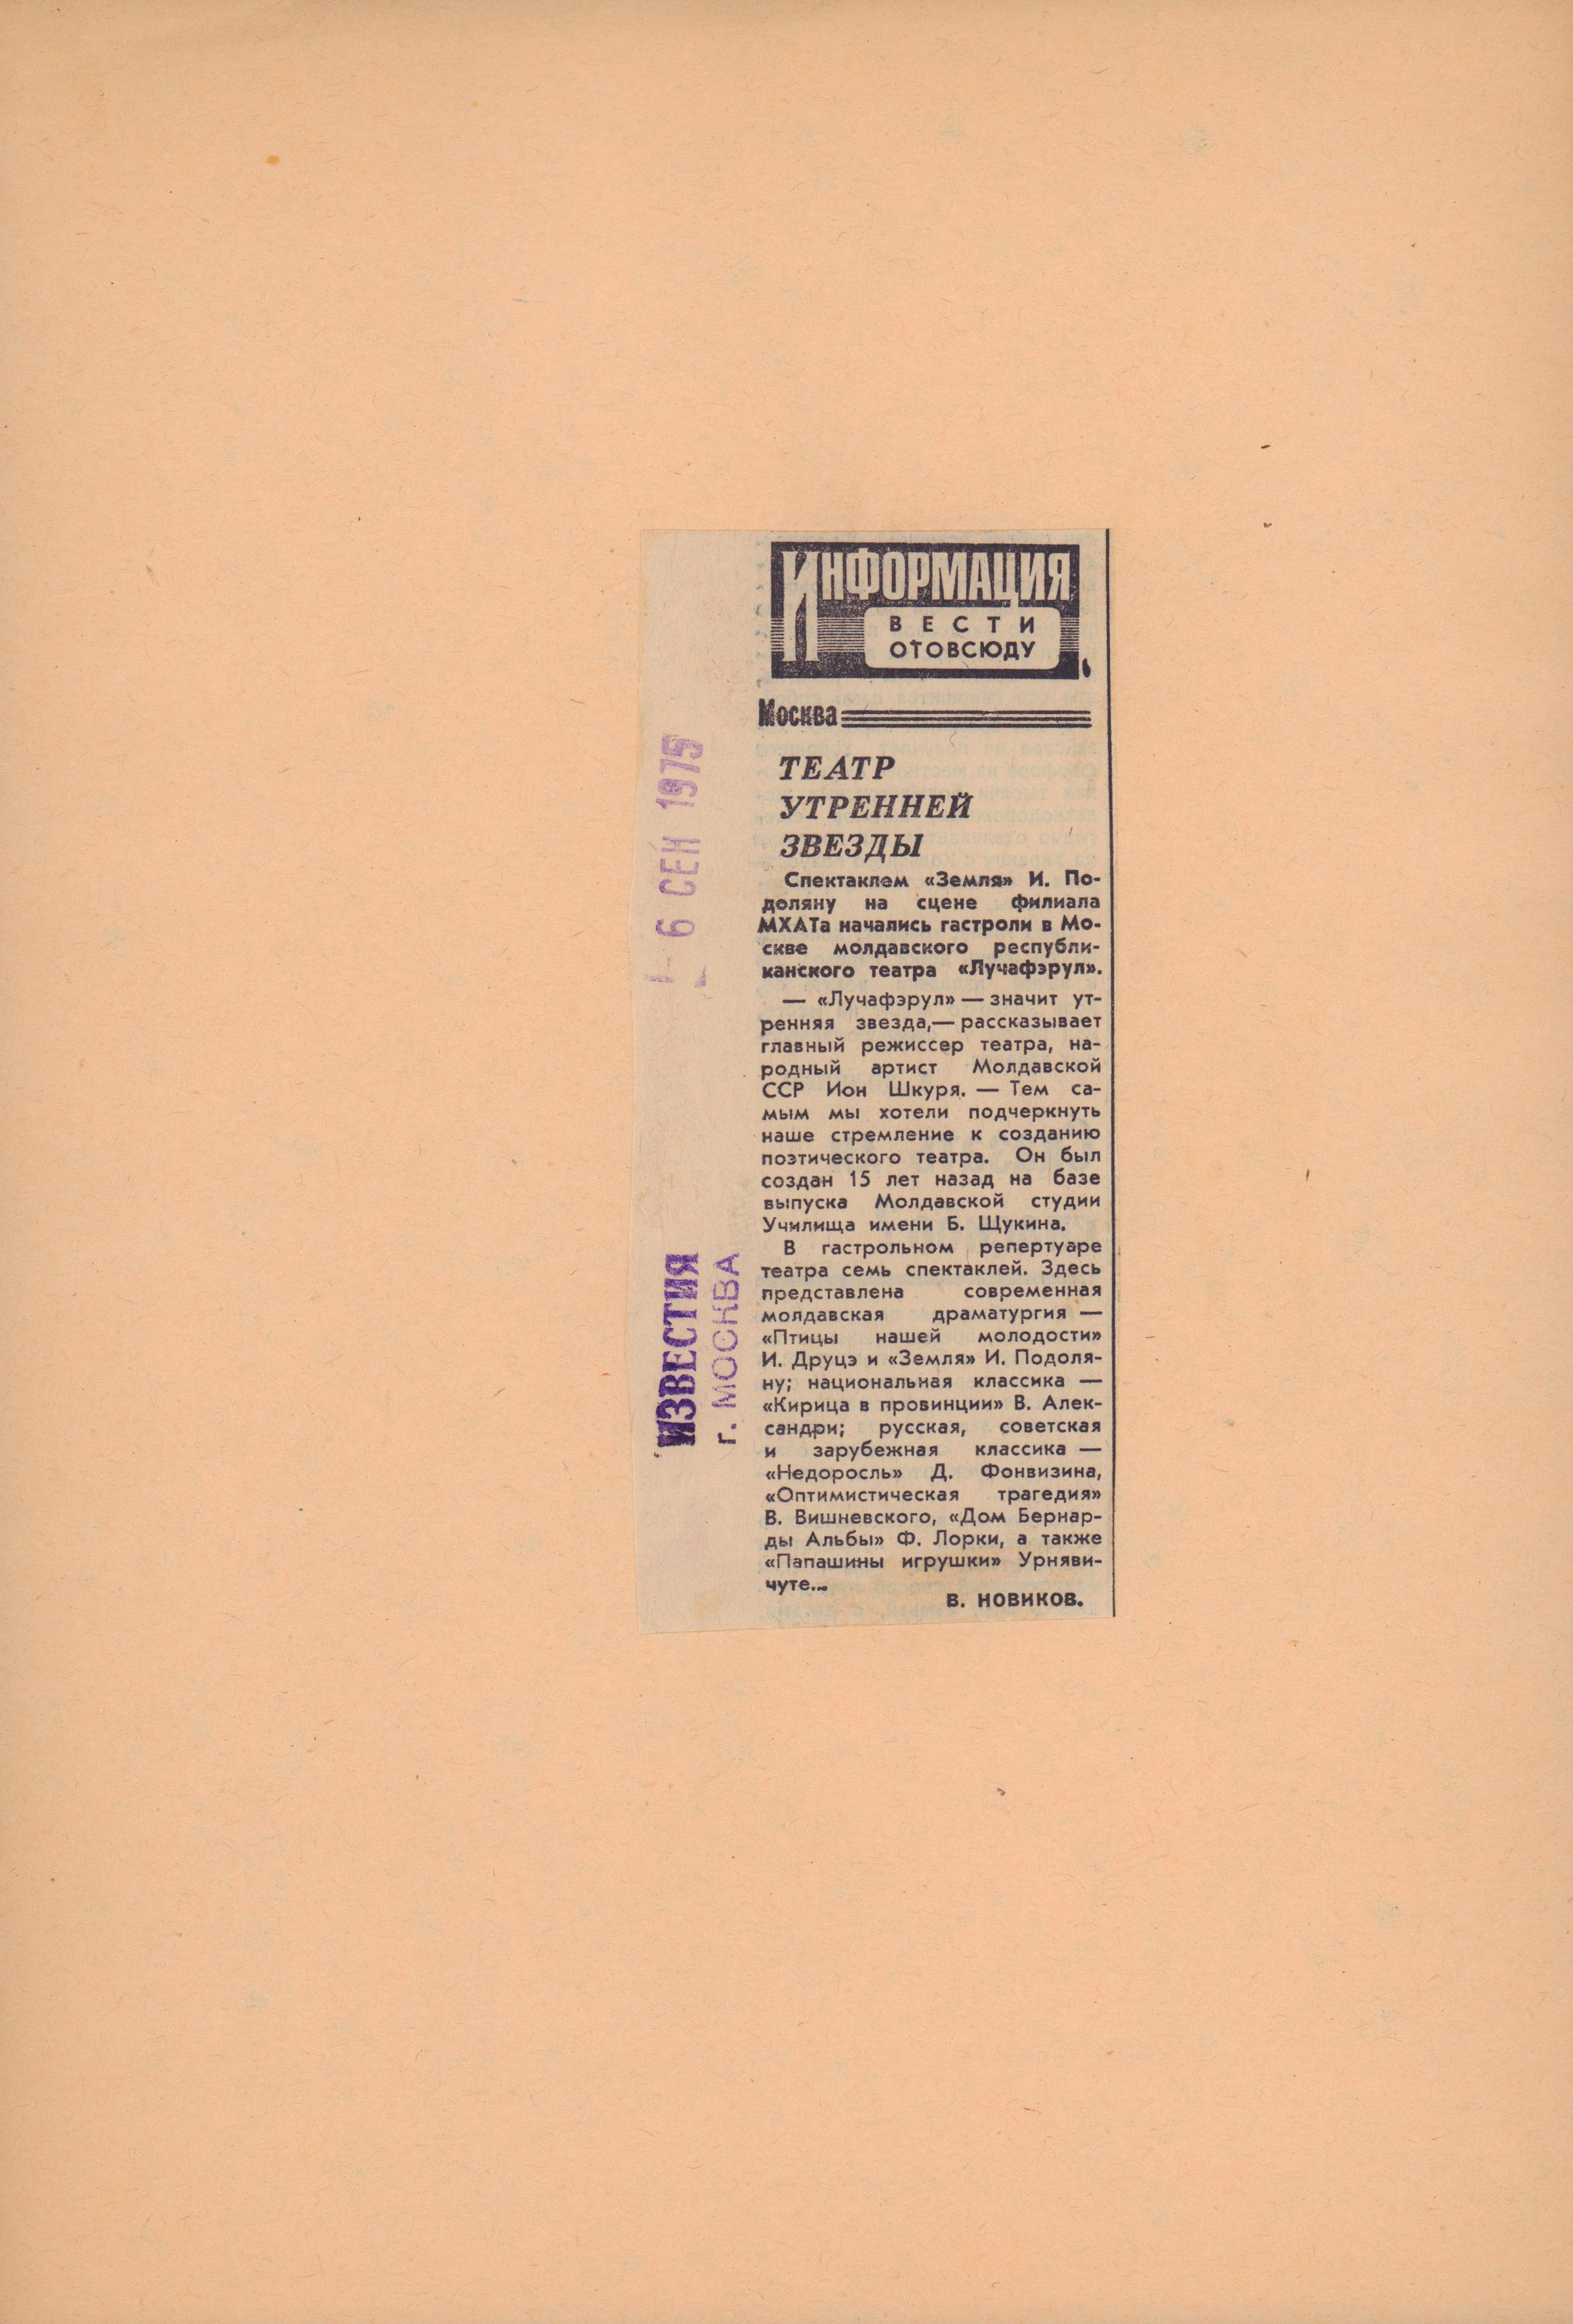 ИНФОРМАЦИЯ
ВЕСТИ
ОТОВСЮДУ
Москва
ТЕАТР
УТРЕННЕЙ
ЗВЕЗДЫ
Спектаклем «Земля» И. По-
доляну на сцене филиала
МХАТа начались гастроли в Мо-
скве молдавского республи-
канского театра «Лучафэрул».
— «Лучафэрул» — значит ут-
ренняя звезда,— рассказывает
главный режиссер театра, на-
родный артист Молдавской
ССР Ион Шкуря. — Тем са-
мым мы хотели подчеркнуть
наше стремление к созданию
поэтического театра. Он был
создан 15 лет назад на базе
выпуска Молдавской студии
Училища имени Б. Щукина.
В гастрольном репертуаре
театра семь спектаклей. Здесь
представлена современная
молдавская драматургия —
«Птицы нашей молодости»
И. Друцэ и «Земля» И. Подоля-
ну; национальная классика —
«Кирица в провинции» В. Алек-
сандри; русская, советская
и зарубежная классика —
«Недоросль» Д. Фонвизина,
«Оптимистическая трагедия»
В. Вишневского, «Дом Бернар-
ды Альбы» Ф. Лорки, а также
«Папашины игрушки» Урняви-
чуте...
В. НОВИКОВ.
- 6 СЕН 1975
ИЗВЕСТИЯ
г. МОСКВА